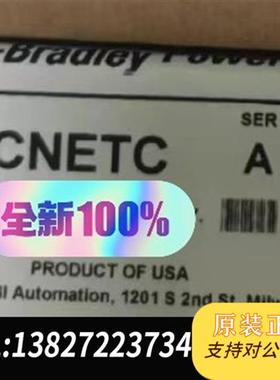 -Bradley Power
SER
CNETC A
全新100%
PRODUCT OF USA
Automation, 1201 S 2nd St, Mil
:13827223734
原装正
支持对公